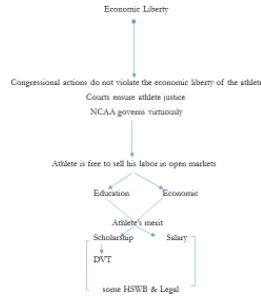 Economic Liberty
Congressional actions do not violate the economic liberty of the athlete
Courts ensure athlete justice
NCAA governs virtuously
Athlete is free to sell his labor in open markets
Education Economic
Athlete's merit
Scholarship Salary
DVT
some HSWB & Legal